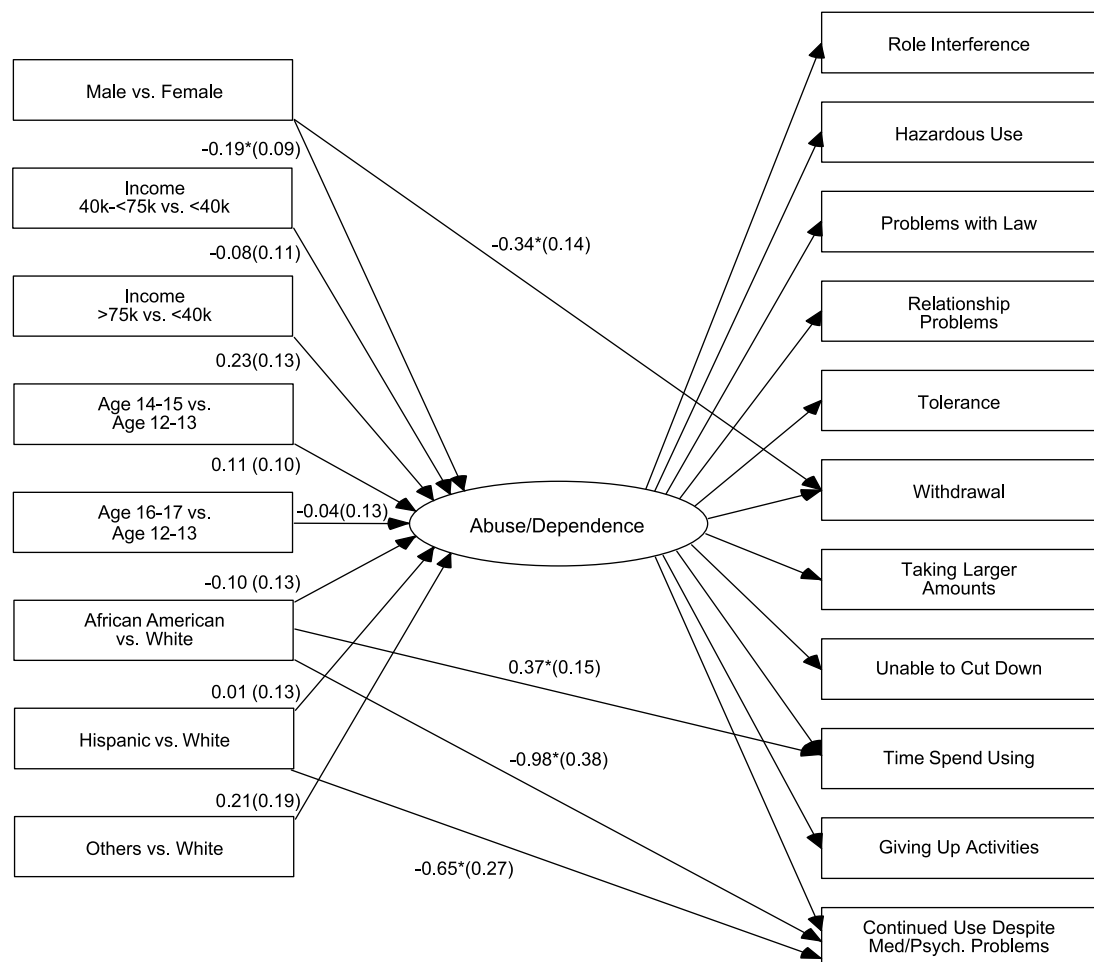 Male vs. Female
-0.19*(0.09)
Income
40k-<75k vs. <40k
-0.08(0.11)
Income
>75k vs. <40k
0.23(0.13)
Age 14-15 vs.
Age 12-13
0.11 (0.10)
Age 16-17 vs.
Age 12-13
-0.04(0.13)
-0.10 (0.13)
African American
vs. White
0.01 (0.13)
Hispanic vs. White
0.21(0.19)
Others vs. White
-0.34*(0.14)
Abuse/Dependence
0.37*(0.15)
-0.98*(0.38)
-0.65*(0.27)
Role Interference
Hazardous Use
Problems with Law
Relationship
Problems
Tolerance
Withdrawal
Taking Larger
Amounts
Unable to Cut Down
Time Spend Using
Giving Up Activities
Continued Use Despite
Med/Psych. Problems